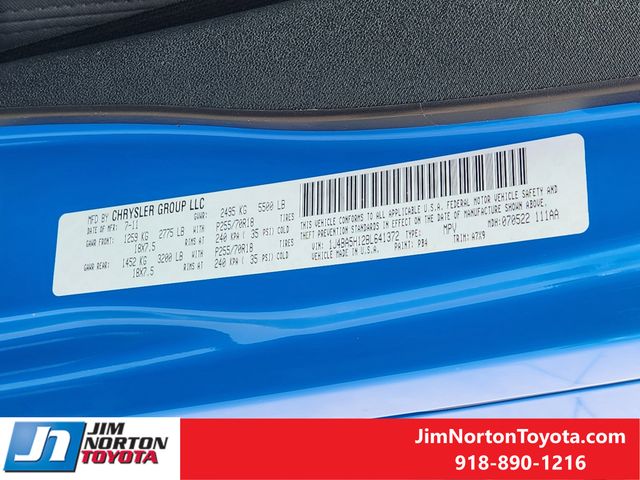 MFD BY CHRYSLER GROUP LLC
DATE OF MFR: 7-11 GVWR: 2495 KG 5500 LB
GAWR FRONT: 1259 KG 2775 LB TIRES P255/70R18
18X7.5 RIMS AT 240 KPA ( 35 PSI) COLD
GAWR REAR: 1452 KG 3200 LB TIRES P255/70R18
18X7.5 RIMS AT 240 KPA ( 35 PSI) COLD
THIS VEHICLE CONFORMS TO ALL APPLICABLE U.S.A. FEDERAL MOTOR VEHICLE SAFETY AND
THEFT PREVENTION STANDARDS IN EFFECT ON THE DATE OF MANUFACTURE SHOWN ABOVE.
VIN: 1J4BA5H12BL641372 TYPE: MPV MDH: 070522 111AA
VEHICLE MADE IN U.S.A. PAINT: PB4 TRIM: A7X9
JIM
NORTON
TOYOTA
JimNortonToyota.com
918-890-1216